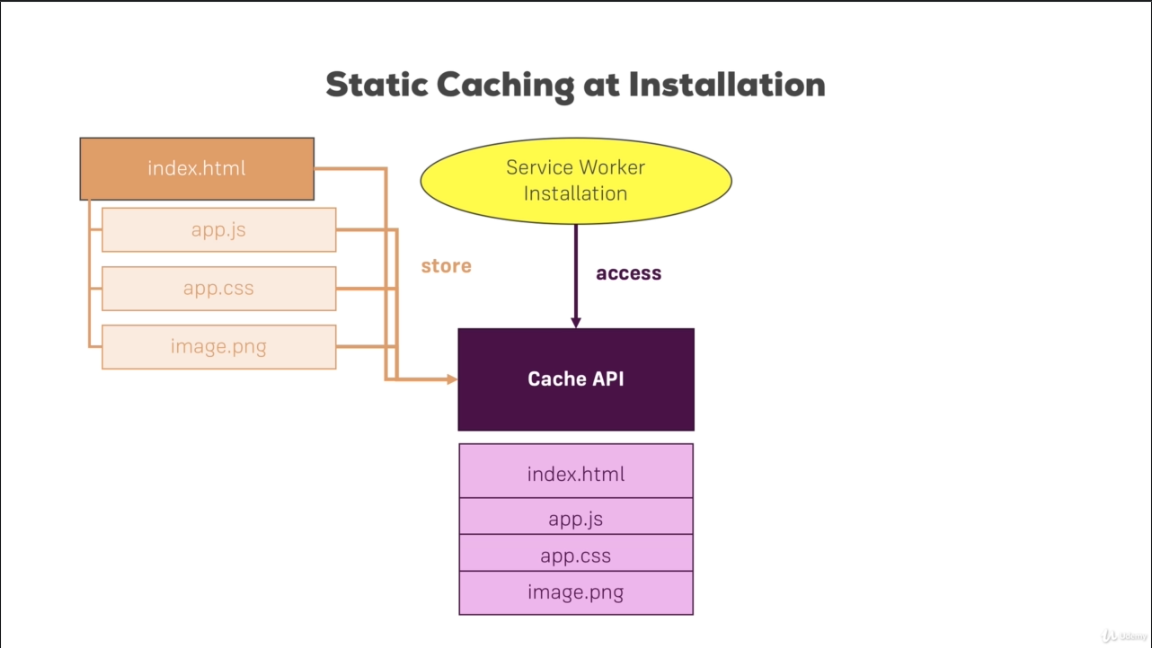 Static Caching at Installation
index.html
app.js
app.css
image.png
store
Service Worker
Installation
access
Cache API
index.html
app.js
app.css
image.png
Udemy